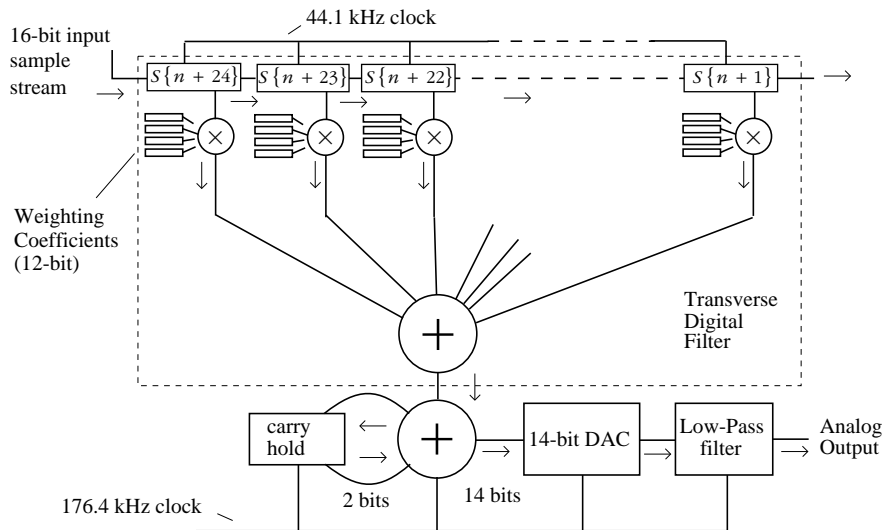 44.1 kHz clock
16-bit input
sample
stream
S{n + 24}
S{n + 23}
S{n + 22}
S{n + 1}
×
×
×
×
Weighting
Coefficients
(12-bit)
+
Transverse
Digital
Filter
carry
hold
+
14-bit DAC
Low-Pass
filter
Analog
Output
2 bits
14 bits
176.4 kHz clock